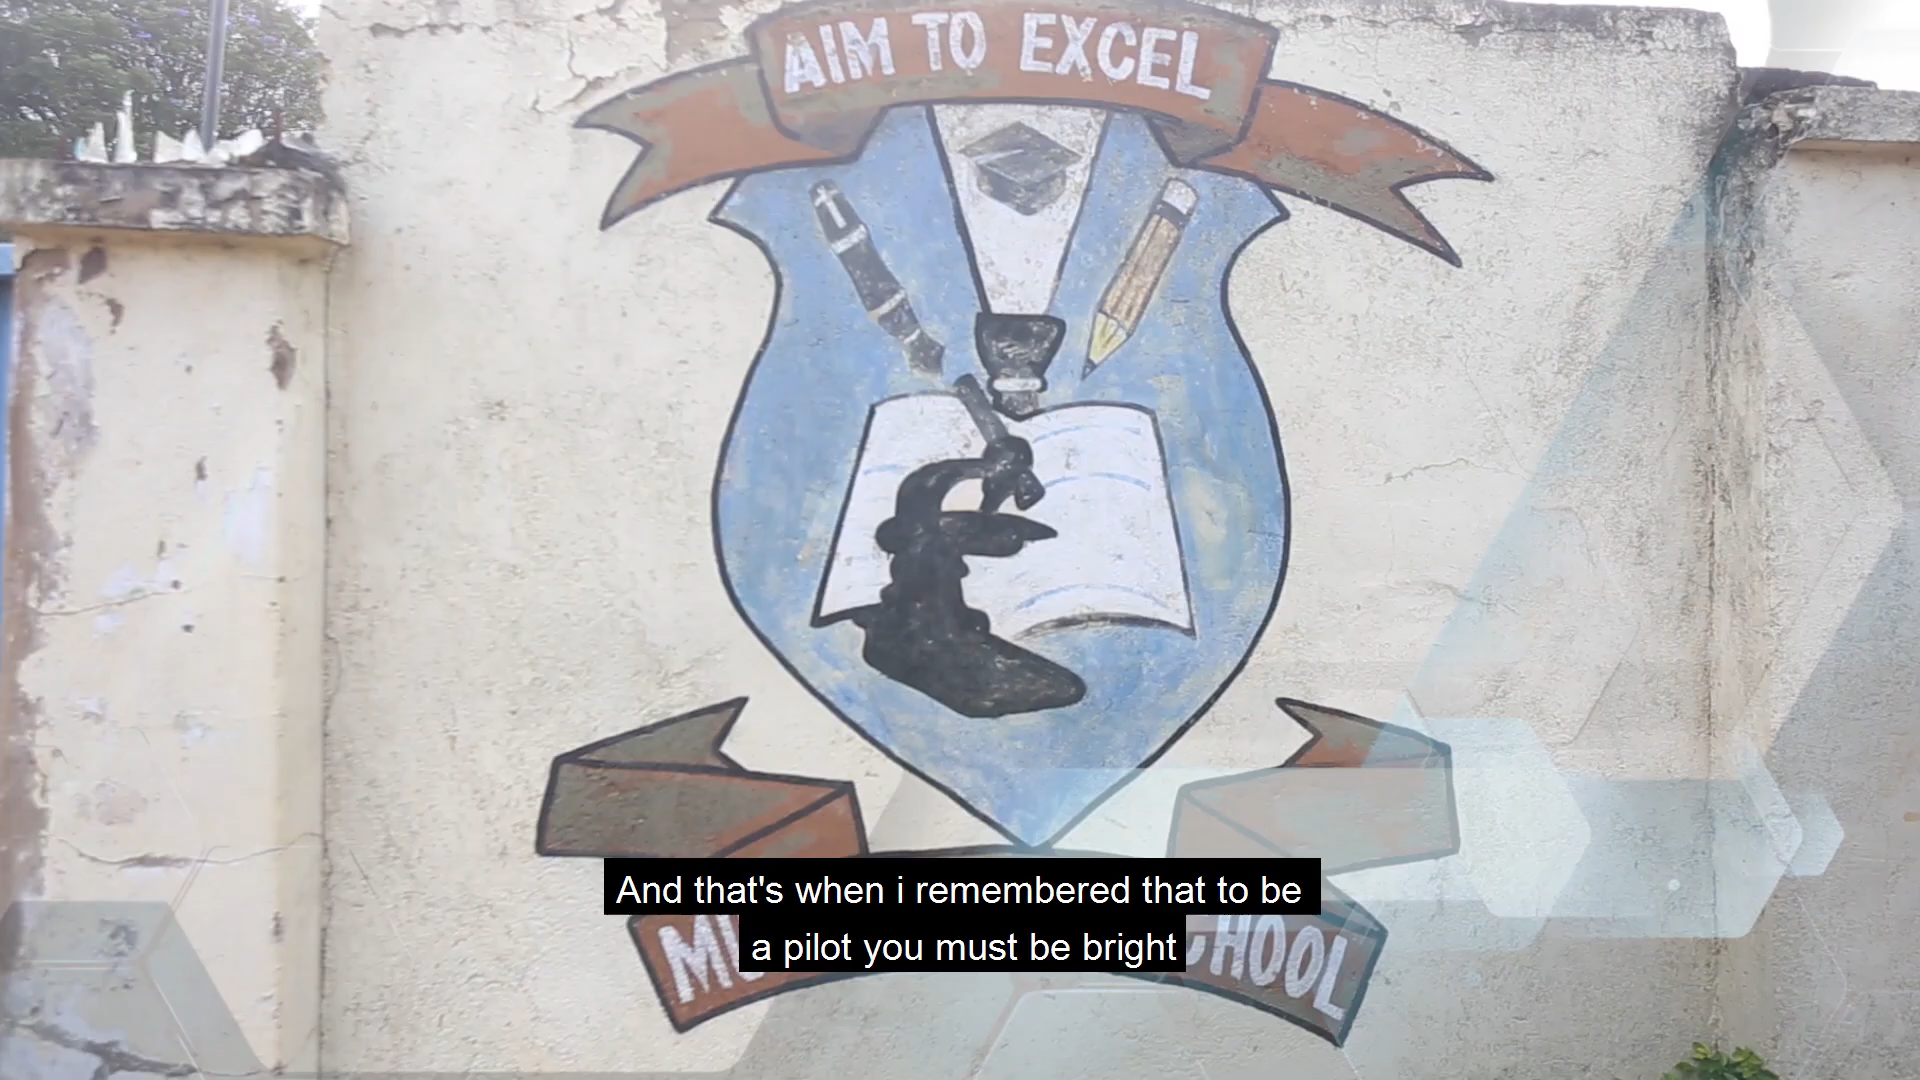 AIM TO EXCEL
And that's when i remembered that to be
a pilot you must be bright